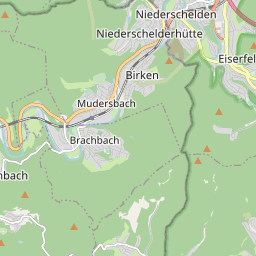 Niederschelden
Niederschelderhütte
Eiserfel
Birken
Mudersbach
Brachbach
nbach